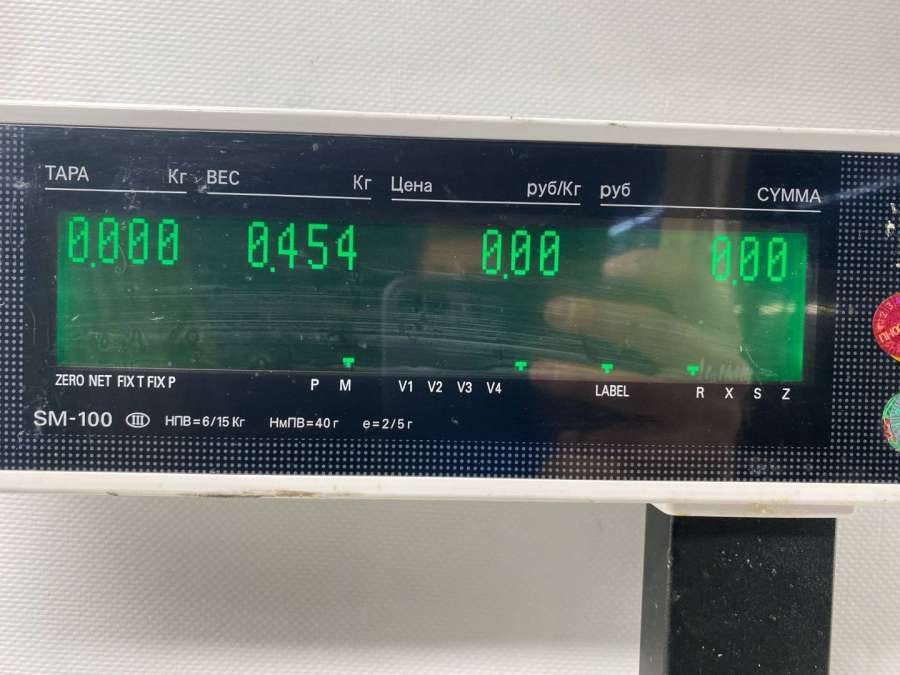 ТАРА Кг ВЕС Кг Цена руб/Кг руб СУММА
0.000 0.454 0.00 0.00
ZERO NET FIX T FIX P P M V1 V2 V3 V4 LABEL R X S Z
SM-100 III НПВ=6/15 Кг НмПВ=40 г e=2/5 г